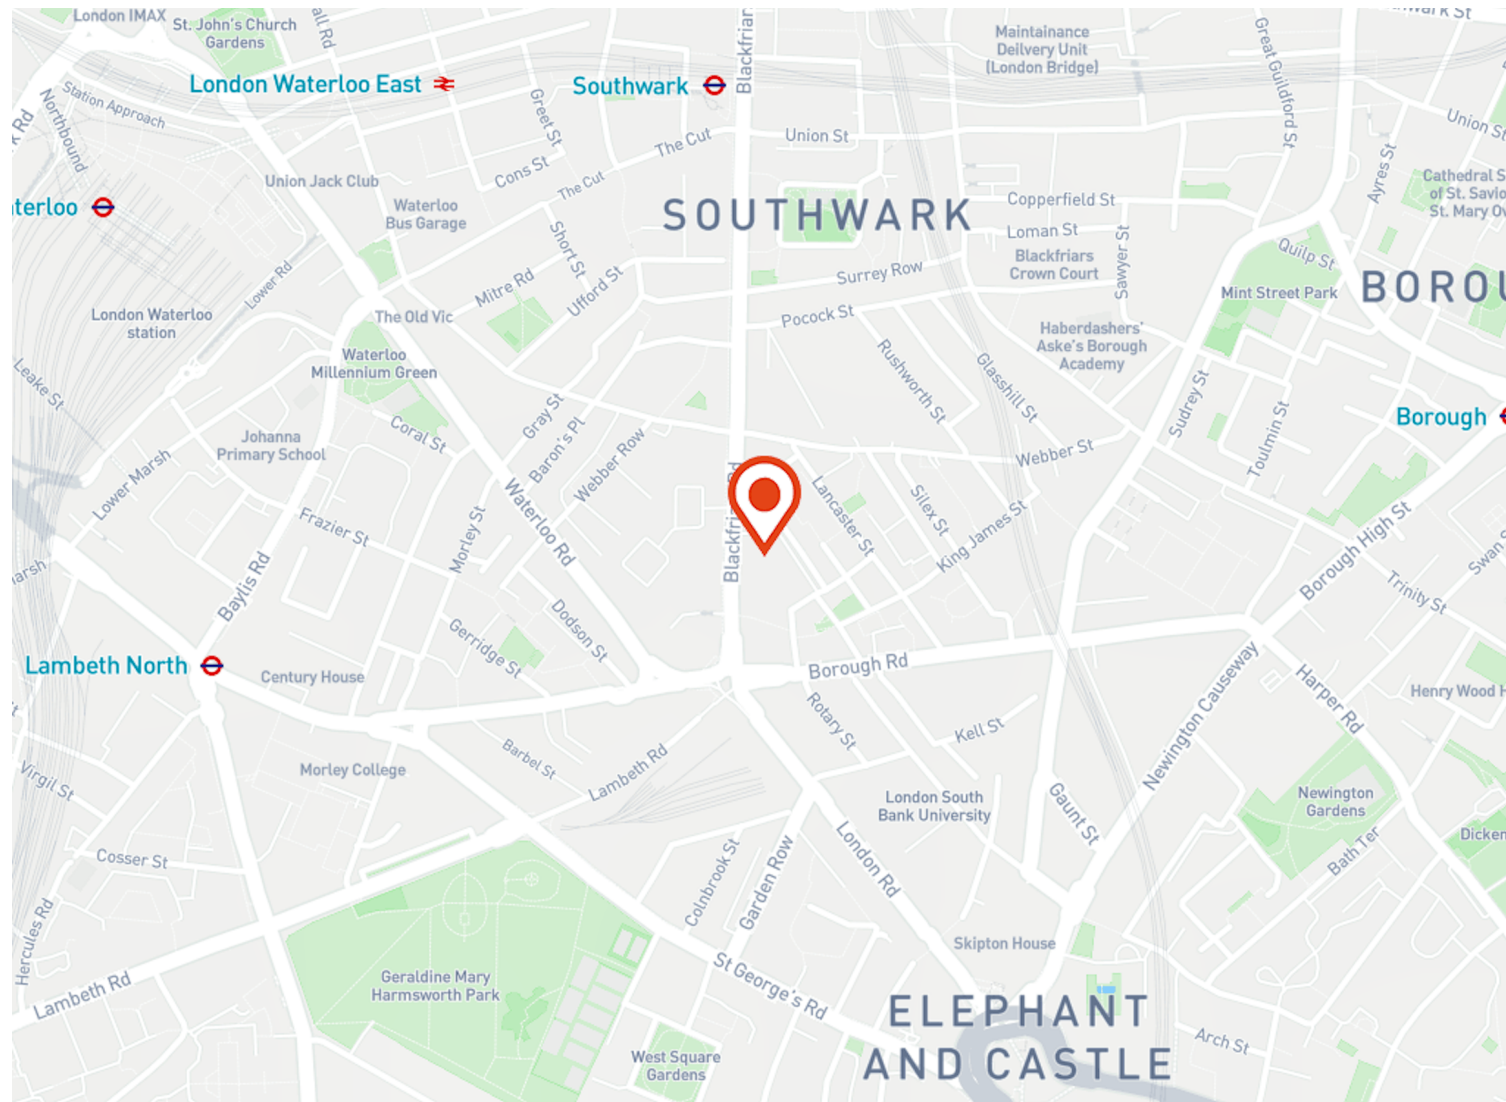 London IMAX
St. John's Church
Gardens
Blackfriar
Maintainance
Deilvery Unit
(London Bridge)
Great Guildford St
London Waterloo East
Southwark
Station Approach
Northbound
Greet St
The Cut
Union St
Union St
Ayres St
Cons St
The Cut
Union Jack Club
Waterloo
Bus Garage
SOUTHWARK
Copperfield St
Loman St
Sawyer St
Blackfriars
Crown Court
Cathedral S
of St. Savio
St. Mary Ov
terloo
Short St
Ufford St
Mitre Rd
Lower Rd
Surrey Row
Pocock St
Quilp St
Mint Street Park
BOROU
London Waterloo
station
The Old Vic
Waterloo
Millennium Green
Haberdashers'
Aske's Borough
Academy
Rushworth St
Glasshill St
Sudrey St
Toulmin St
Borough
Leake St
Gray St
Baron's Pl
Webber Row
Coral St
Johanna
Primary School
Lower Marsh
Webber St
Blackfri
Lancaster St
Silex St
King James St
Borough High St
Waterloo Rd
Morley St
Frazier St
Baylis Rd
arsh
Trinity St
Swan S
Dodson St
Gerridge St
Lambeth North
Century House
Borough Rd
Newington Causeway
Harper Rd
Henry Wood H
Rotary St
Kell St
Barbel St
Lambeth Rd
Morley College
Virgil St
London South
Bank University
Gaunt St
Newington
Gardens
Dicken
Bath Ter
Cosser St
Colnbrook St
Garden Row
London Rd
Hercules Rd
Skipton House
Lambeth Rd
Geraldine Mary
Harmsworth Park
St George's Rd
ELEPHANT
AND CASTLE
Arch St
West Square
Gardens